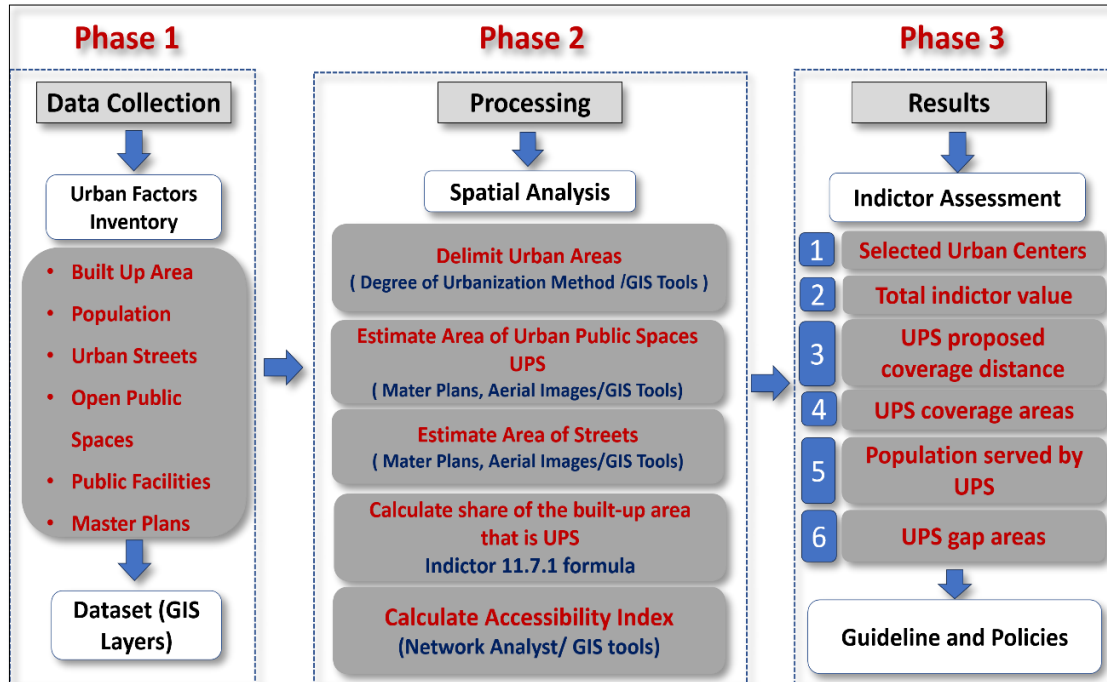 Phase 1
Data Collection
Urban Factors
Inventory
• Built Up Area
• Population
• Urban Streets
• Open Public
Spaces
• Public Facilities
• Master Plans
Dataset (GIS
Layers)
Phase 2
Processing
Spatial Analysis
Delimit Urban Areas
( Degree of Urbanization Method /GIS Tools )
Estimate Area of Urban Public Spaces
UPS
( Mater Plans, Aerial Images/GIS Tools)
Estimate Area of Streets
( Mater Plans, Aerial Images/GIS Tools)
Calculate share of the built-up area
that is UPS
Indictor 11.7.1 formula
Calculate Accessibility Index
(Network Analyst/ GIS tools)
Phase 3
Results
Indictor Assessment
1 Selected Urban Centers
2 Total indictor value
3 UPS proposed
coverage distance
4 UPS coverage areas
5 Population served by
UPS
6 UPS gap areas
Guideline and Policies